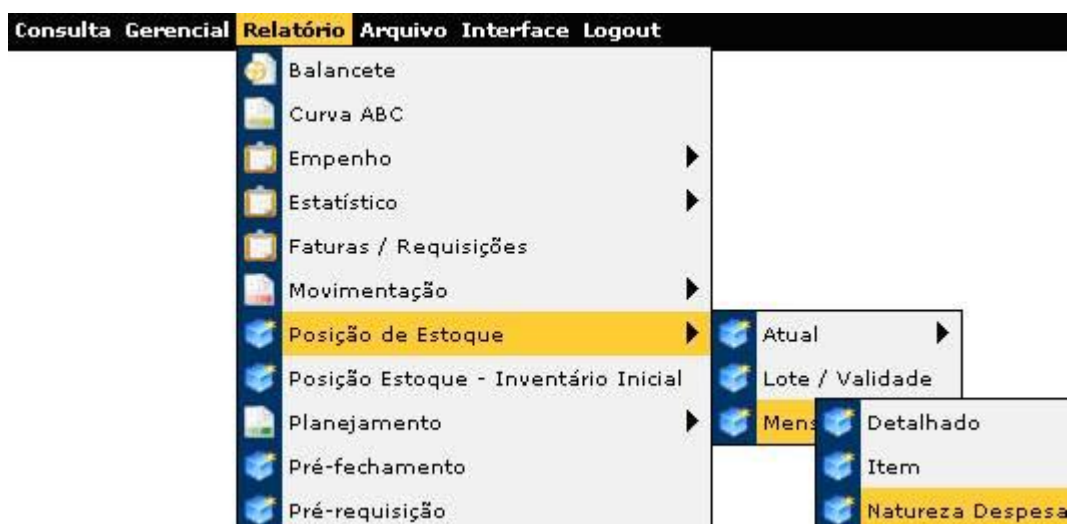 Consulta Gerencial Relatório Arquivo Interface Logout
Balancete
Curva ABC
Empenho
Estatístico
Faturas / Requisições
Movimentação
Posição de Estoque
Atual
Posição Estoque - Inventário Inicial
Lote / Validade
Planejamento
Mens
Detalhado
Pré-fechamento
Item
Pré-requisição
Natureza Despesa